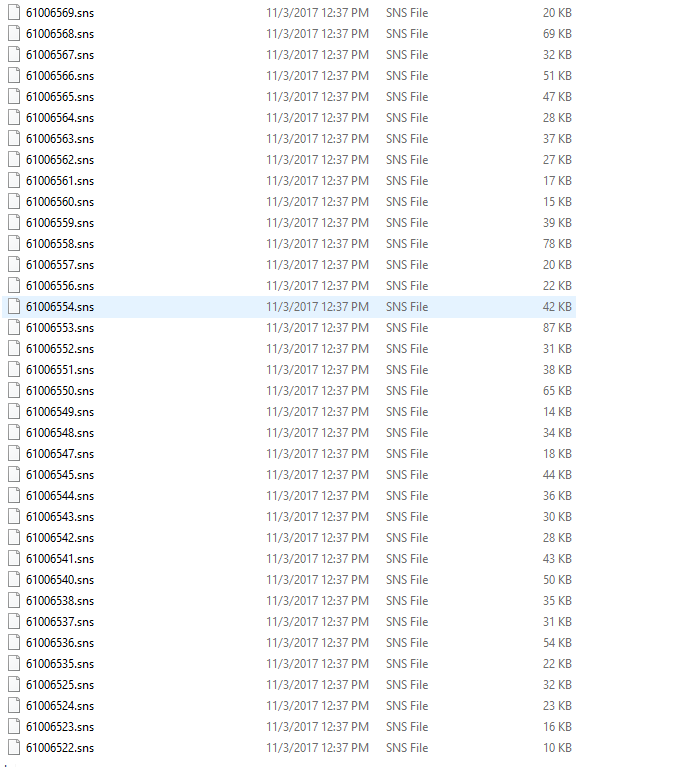 61006569.sns 11/3/2017 12:37 PM SNS File 20 KB
61006568.sns 11/3/2017 12:37 PM SNS File 69 KB
61006567.sns 11/3/2017 12:37 PM SNS File 32 KB
61006566.sns 11/3/2017 12:37 PM SNS File 51 KB
61006565.sns 11/3/2017 12:37 PM SNS File 47 KB
61006564.sns 11/3/2017 12:37 PM SNS File 28 KB
61006563.sns 11/3/2017 12:37 PM SNS File 37 KB
61006562.sns 11/3/2017 12:37 PM SNS File 27 KB
61006561.sns 11/3/2017 12:37 PM SNS File 17 KB
61006560.sns 11/3/2017 12:37 PM SNS File 15 KB
61006559.sns 11/3/2017 12:37 PM SNS File 39 KB
61006558.sns 11/3/2017 12:37 PM SNS File 78 KB
61006557.sns 11/3/2017 12:37 PM SNS File 20 KB
61006556.sns 11/3/2017 12:37 PM SNS File 22 KB
61006554.sns 11/3/2017 12:37 PM SNS File 42 KB
61006553.sns 11/3/2017 12:37 PM SNS File 87 KB
61006552.sns 11/3/2017 12:37 PM SNS File 31 KB
61006551.sns 11/3/2017 12:37 PM SNS File 38 KB
61006550.sns 11/3/2017 12:37 PM SNS File 65 KB
61006549.sns 11/3/2017 12:37 PM SNS File 14 KB
61006548.sns 11/3/2017 12:37 PM SNS File 34 KB
61006547.sns 11/3/2017 12:37 PM SNS File 18 KB
61006545.sns 11/3/2017 12:37 PM SNS File 44 KB
61006544.sns 11/3/2017 12:37 PM SNS File 36 KB
61006543.sns 11/3/2017 12:37 PM SNS File 30 KB
61006542.sns 11/3/2017 12:37 PM SNS File 28 KB
61006541.sns 11/3/2017 12:37 PM SNS File 43 KB
61006540.sns 11/3/2017 12:37 PM SNS File 50 KB
61006538.sns 11/3/2017 12:37 PM SNS File 35 KB
61006537.sns 11/3/2017 12:37 PM SNS File 31 KB
61006536.sns 11/3/2017 12:37 PM SNS File 54 KB
61006535.sns 11/3/2017 12:37 PM SNS File 22 KB
61006525.sns 11/3/2017 12:37 PM SNS File 32 KB
61006524.sns 11/3/2017 12:37 PM SNS File 23 KB
61006523.sns 11/3/2017 12:37 PM SNS File 16 KB
61006522.sns 11/3/2017 12:37 PM SNS File 10 KB